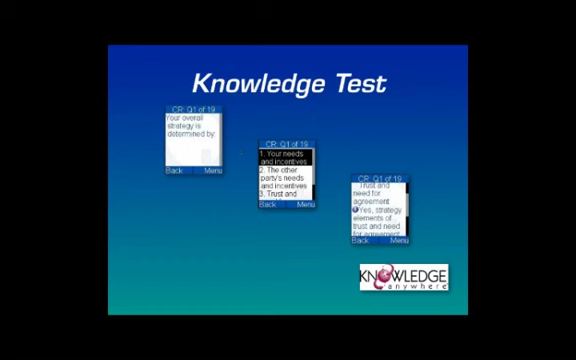 Knowledge Test
CR: Q1 of 19
Your overall
strategy is
determined by:
Back Menu
CR: Q1 of 19
1. Your needs
and incentives
2. The other
party's needs
and incentives
3. Trust and
Back Menu
CR: Q1 of 19
Trust and
need for
agreement
Yes, strategy
elements of
trust and need
for agreement
Back Menu
KNOWLEDGE
anywhere